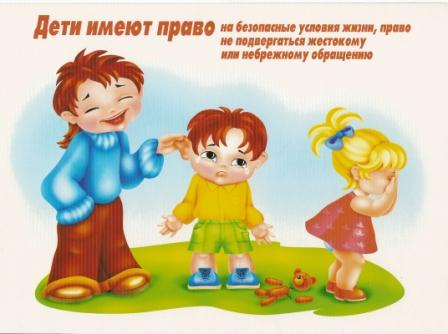 Дети имеют право на безопасные условия жизни, право
не подвергаться жестокому
или небрежному обращению